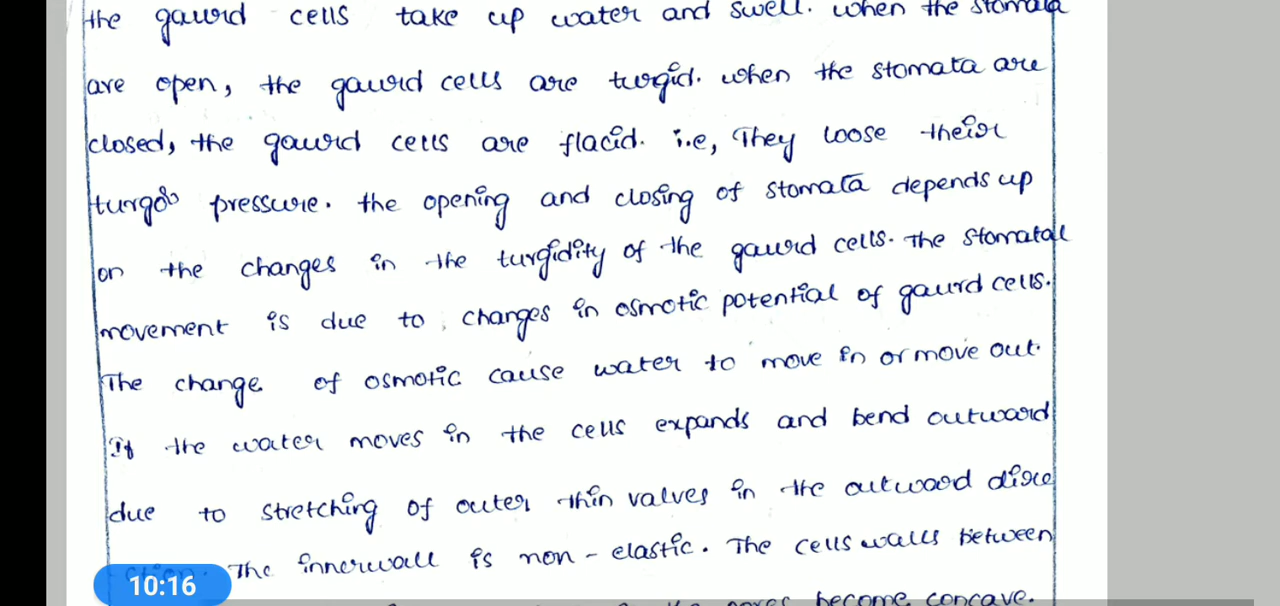 the gaurd cells take up water and swell. when the stomata
are open, the gaurd cells are turgid. when the stomata are
closed, the gaurd cells are flacid. i.e, They loose their
turgor pressure. the opening and closing of stomata depends up
on the changes in the turgidity of the gaurd cells. The stomatal
movement is due to changes in osmotic potential of gaurd cells.
The change of osmotic cause water to move in or move out.
If the water moves in the cells expands and bend outward
due to stretching of outer thin valves in the outward dire
ction. The innerwall is non-elastic. The cells walls between
become concave.
10:16